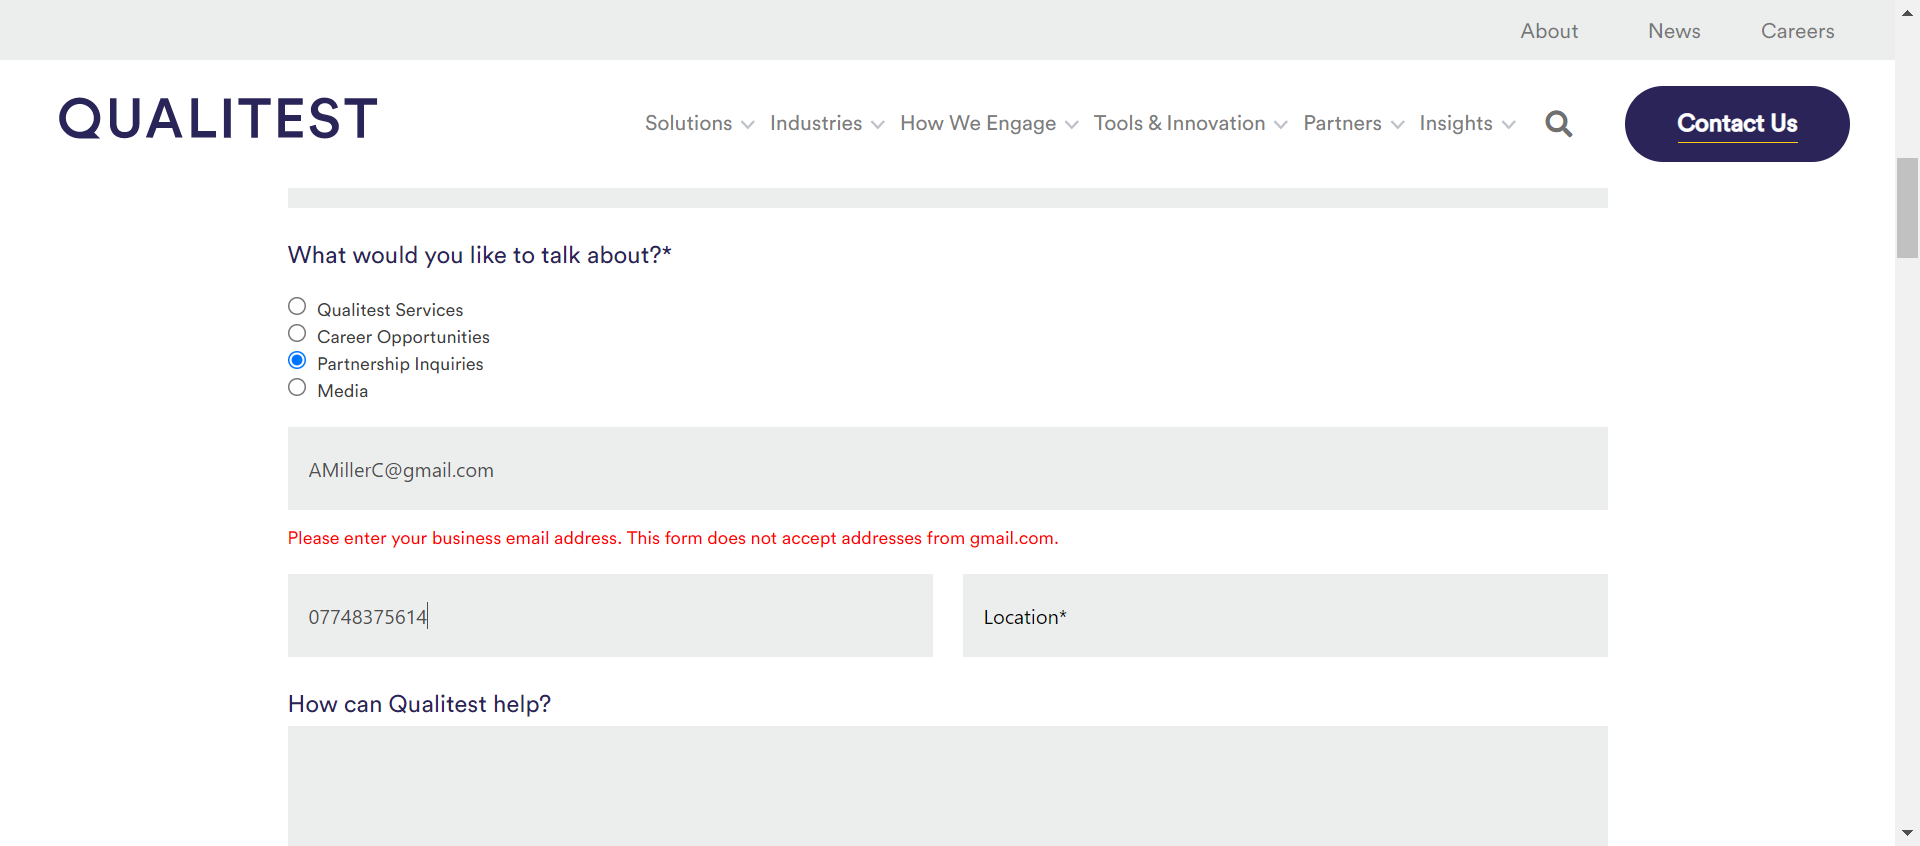 About News Careers
QUALITEST
Solutions Industries How We Engage Tools & Innovation Partners Insights Contact Us
What would you like to talk about?*
Qualitest Services
Career Opportunities
Partnership Inquiries
Media
AMillerC@gmail.com
Please enter your business email address. This form does not accept addresses from gmail.com.
07748375614 Location*
How can Qualitest help?